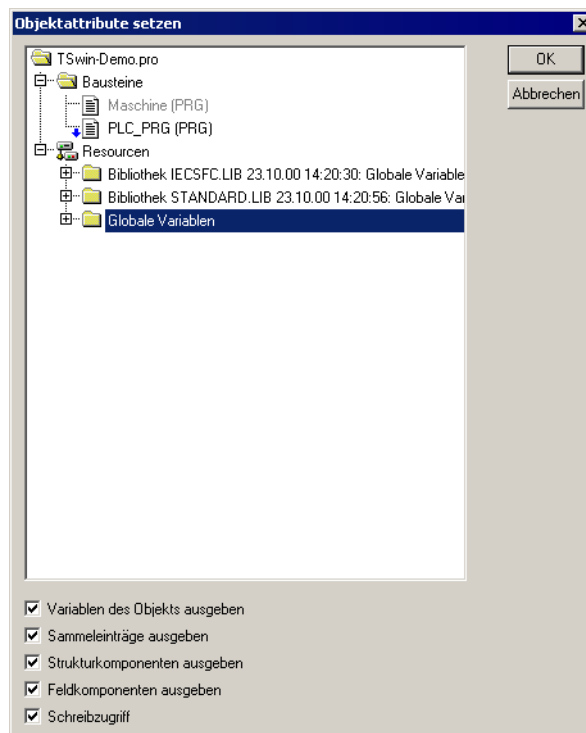 Objektattribute setzen
TSwin-Demo.pro
Bausteine
Maschine (PRG)
PLC_PRG (PRG)
Resourcen
Bibliothek IECSFC.LIB 23.10.00 14:20:30: Globale Variable
Bibliothek STANDARD.LIB 23.10.00 14:20:56: Globale Var
Globale Variablen
OK
Abbrechen
Variablen des Objekts ausgeben
Sammeleinträge ausgeben
Strukturkomponenten ausgeben
Feldkomponenten ausgeben
Schreibzugriff